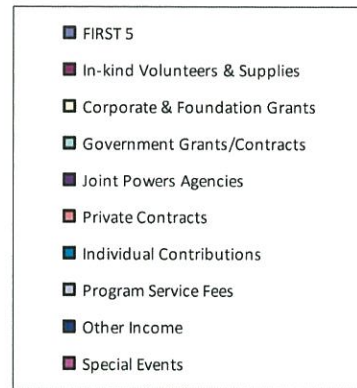 FIRST 5
In-kind Volunteers & Supplies
Corporate & Foundation Grants
Government Grants/Contracts
Joint Powers Agencies
Private Contracts
Individual Contributions
Program Service Fees
Other Income
Special Events